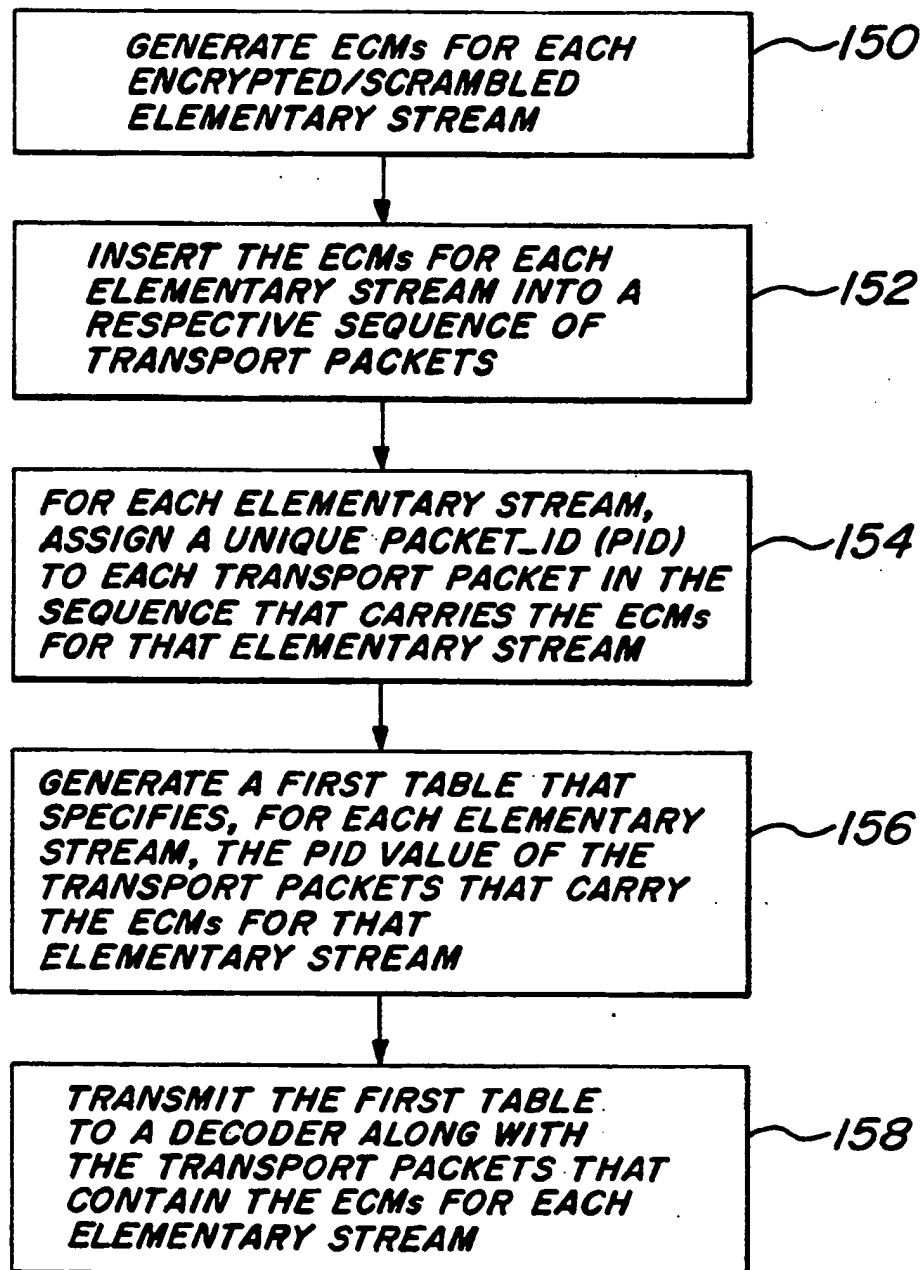 GENERATE ECMs FOR EACH
ENCRYPTED/SCRAMBLED
ELEMENTARY STREAM
150
INSERT THE ECMs FOR EACH
ELEMENTARY STREAM INTO A
RESPECTIVE SEQUENCE OF
TRANSPORT PACKETS
152
FOR EACH ELEMENTARY STREAM,
ASSIGN A UNIQUE PACKET_ID (PID)
TO EACH TRANSPORT PACKET IN THE
SEQUENCE THAT CARRIES THE ECMs
FOR THAT ELEMENTARY STREAM
154
GENERATE A FIRST TABLE THAT
SPECIFIES, FOR EACH ELEMENTARY
STREAM, THE PID VALUE OF THE
TRANSPORT PACKETS THAT CARRY
THE ECMs FOR THAT
ELEMENTARY STREAM
156
TRANSMIT THE FIRST TABLE
TO A DECODER ALONG WITH
THE TRANSPORT PACKETS THAT
CONTAIN THE ECMs FOR EACH
ELEMENTARY STREAM
158